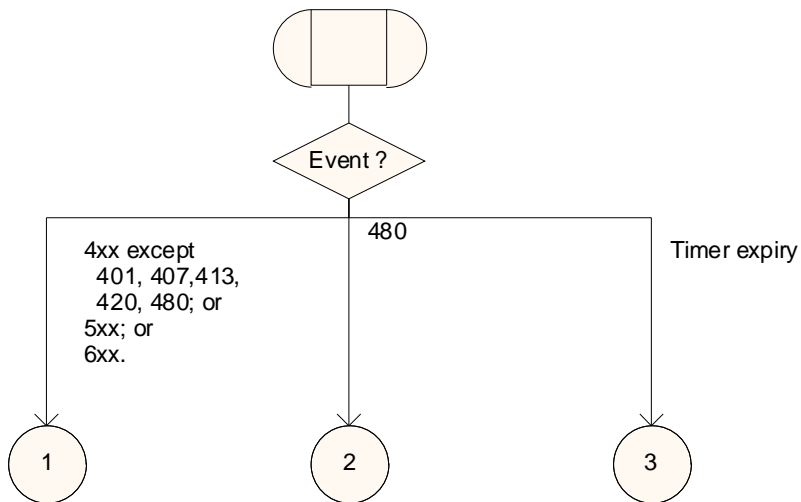 Event ?
480
4xx except
401, 407,413,
420, 480; or
5xx; or
6xx.
Timer expiry
1
2
3